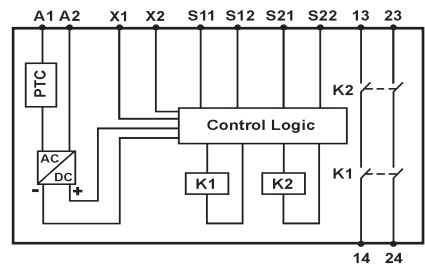 A1 A2 X1 X2 S11 S12 S21 S22 13 23
PTC
K2
Control Logic
AC
DC
- +
K1 K2
K1
14 24